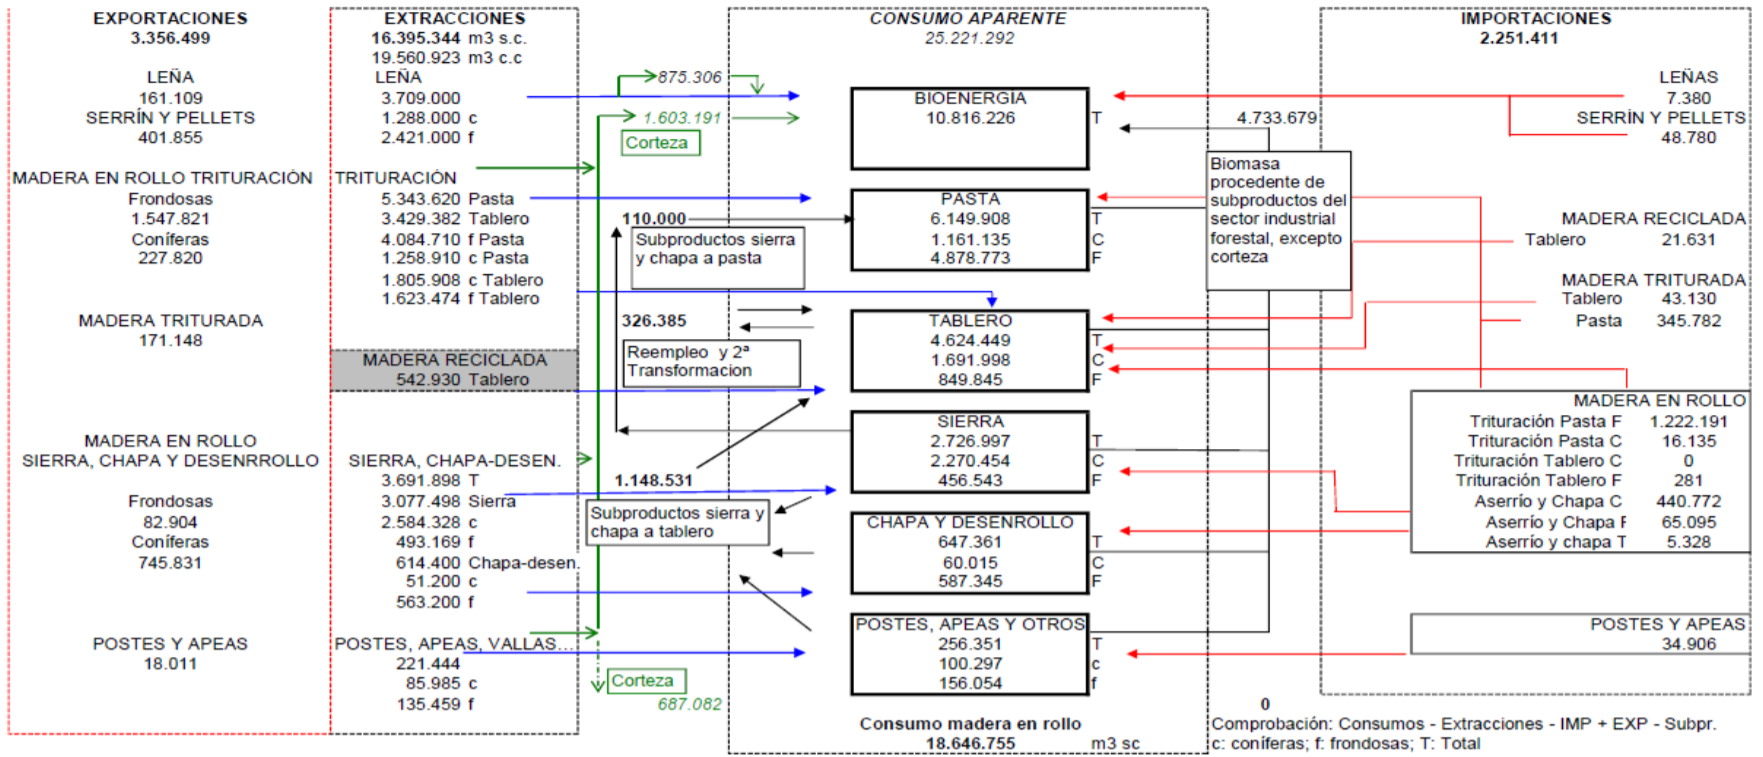 EXPORTACIONES
3.356.499
LEÑA
161.109
SERRÍN Y PELLETS
401.855
MADERA EN ROLLO TRITURACIÓN
Frondosas
1.547.821
Coníferas
227.820
MADERA TRITURADA
171.148
MADERA EN ROLLO
SIERRA, CHAPA Y DESENRROLLO
Frondosas
82.904
Coníferas
745.831
POSTES Y APEAS
18.011
EXTRACCIONES
16.395.344 m3 s.c.
19.560.923 m3 c.c
LEÑA
3.709.000
1.288.000 c
2.421.000 f
TRITURACIÓN
5.343.620 Pasta
3.429.382 Tablero
4.084.710 f Pasta
1.258.910 c Pasta
1.805.908 c Tablero
1.623.474 f Tablero
MADERA RECICLADA
542.930 Tablero
SIERRA, CHAPA-DESEN.
3.691.898 T
3.077.498 Sierra
2.584.328 c
493.169 f
614.400 Chapa-desen.
51.200 c
563.200 f
POSTES, APEAS, VALLAS...
221.444
85.985 c
135.459 f
875.306
1.603.191
Corteza
110.000
Subproductos sierra
y chapa a pasta
326.385
Reempleo y 2ª
Transformacion
1.148.531
Subproductos sierra y
chapa a tablero
Corteza
687.082
CONSUMO APARENTE
25.221.292
BIOENERGIA
10.816.226 T
PASTA
6.149.908 T
1.161.135 C
4.878.773 F
TABLERO
4.624.449 T
1.691.998 C
849.845 F
SIERRA
2.726.997 T
2.270.454 C
456.543 F
CHAPA Y DESENROLLO
647.361 T
60.015 C
587.345 F
POSTES, APEAS Y OTROS
256.351 T
100.297 c
156.054 f
Consumo madera en rollo
18.646.755 m3 sc
4.733.679
Biomasa
procedente de
subproductos del
sector industrial
forestal, excepto
corteza
IMPORTACIONES
2.251.411
LEÑAS
7.380
SERRÍN Y PELLETS
48.780
MADERA RECICLADA
Tablero 21.631
MADERA TRITURADA
Tablero 43.130
Pasta 345.782
MADERA EN ROLLO
Trituración Pasta F 1.222.191
Trituración Pasta C 16.135
Trituración Tablero C 0
Trituración Tablero F 281
Aserrío y Chapa C 440.772
Aserrío y Chapa F 65.095
Aserrío y chapa T 5.328
POSTES Y APEAS
34.906
0
Comprobación: Consumos - Extracciones - IMP + EXP - Subpr.
c: coníferas; f: frondosas; T: Total